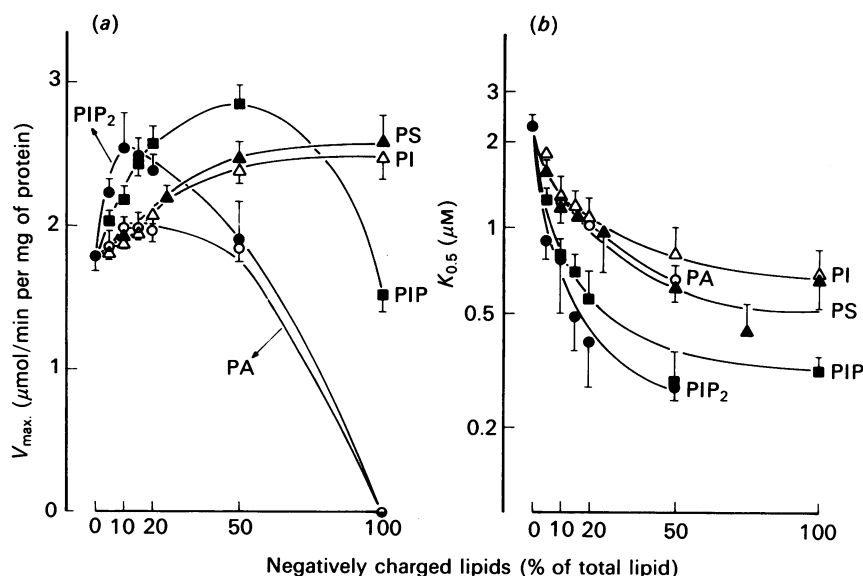 (a)
(b)
3
2
1
0
V_max. (μmol/min per mg of protein)
PIP₂
PS
PI
PIP
PA
0 10 20 50 100
3
2
1
0.5
0.2
K_0.5 (μM)
PI
PA
PS
PIP
PIP₂
0 10 20 50 100
Negatively charged lipids (% of total lipid)